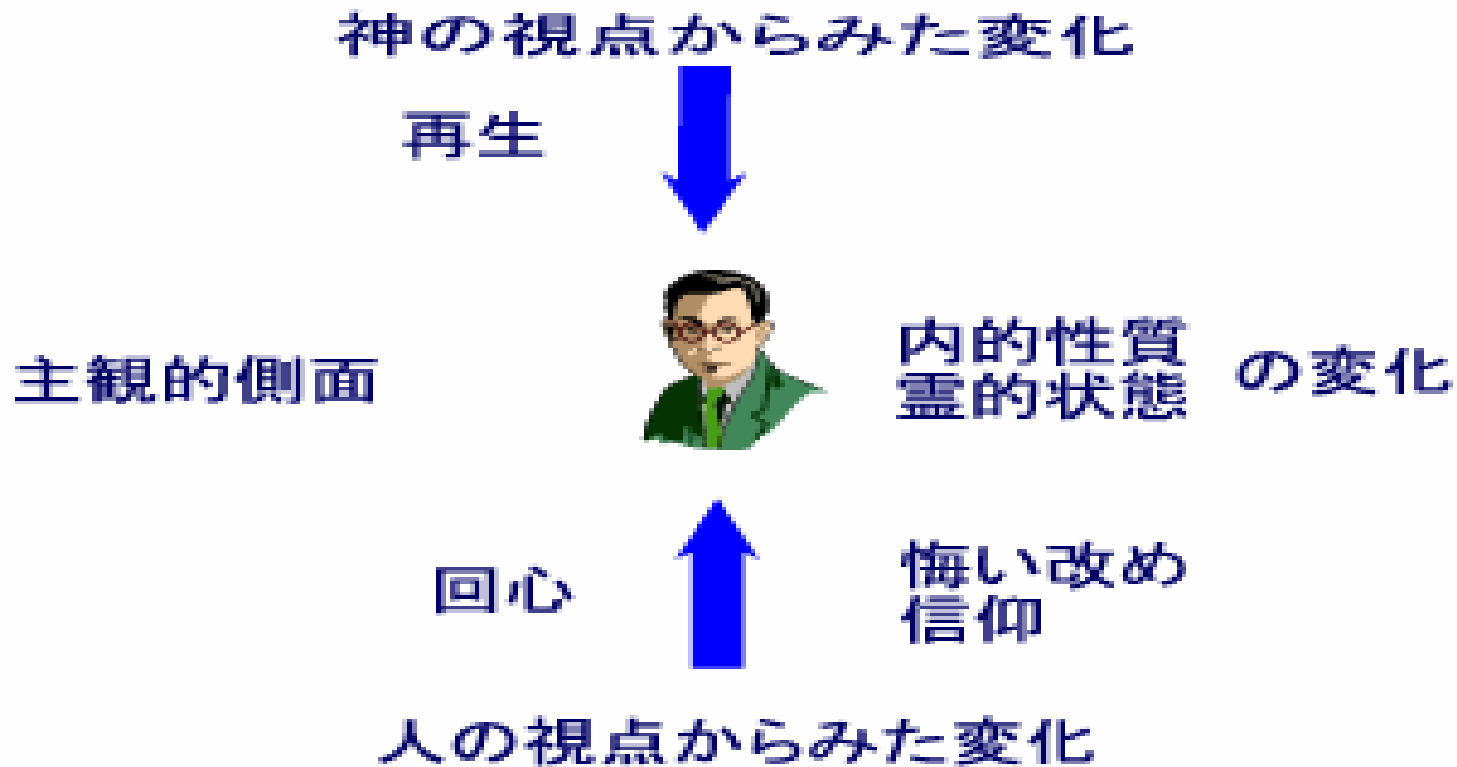 神の視点からみた変化
再生
主観的側面
内的性質
霊的状態
の変化
回心
悔い改め
信仰
人の視点からみた変化